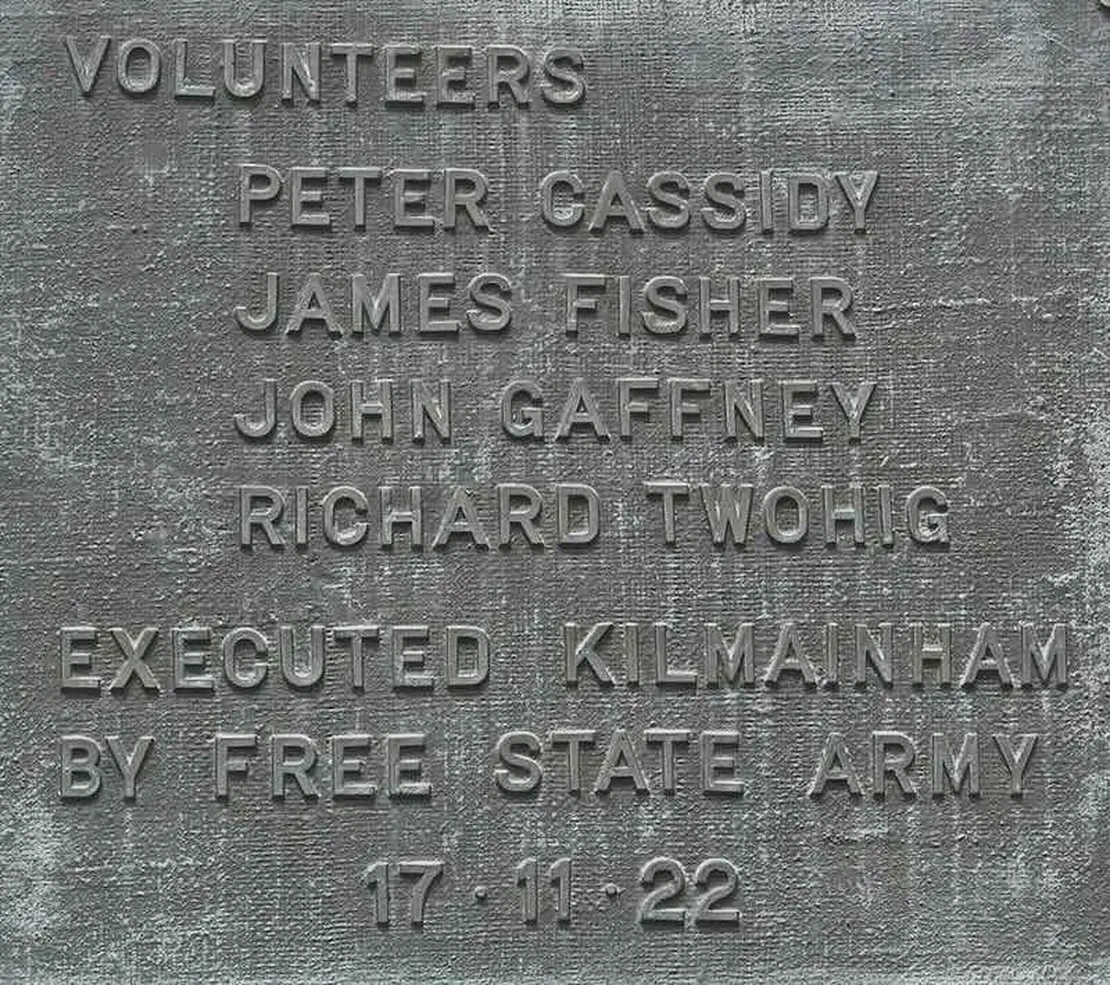 VOLUNTEERS
PETER CASSIDY
JAMES FISHER
JOHN GAFFNEY
RICHARD TWOHIG
EXECUTED KILMAINHAM
BY FREE STATE ARMY
17·11·22